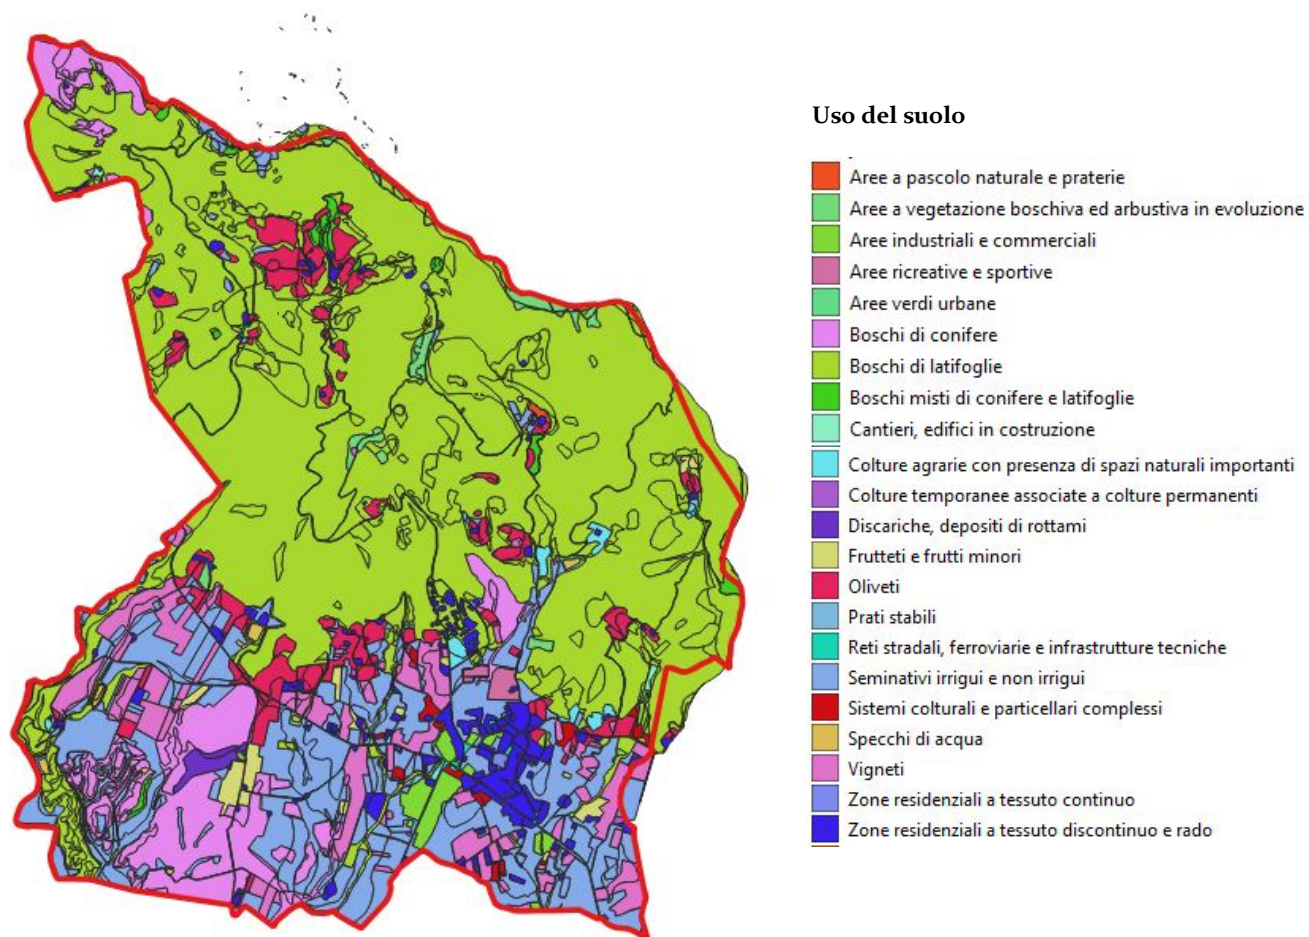 Uso del suolo
Aree a pascolo naturale e praterie
Aree a vegetazione boschiva ed arbustiva in evoluzione
Aree industriali e commerciali
Aree ricreative e sportive
Aree verdi urbane
Boschi di conifere
Boschi di latifoglie
Boschi misti di conifere e latifoglie
Cantieri, edifici in costruzione
Colture agrarie con presenza di spazi naturali importanti
Colture temporanee associate a colture permanenti
Discariche, depositi di rottami
Frutteti e frutti minori
Oliveti
Prati stabili
Reti stradali, ferroviarie e infrastrutture tecniche
Seminativi irrigui e non irrigui
Sistemi colturali e particellari complessi
Specchi di acqua
Vigneti
Zone residenziali a tessuto continuo
Zone residenziali a tessuto discontinuo e rado